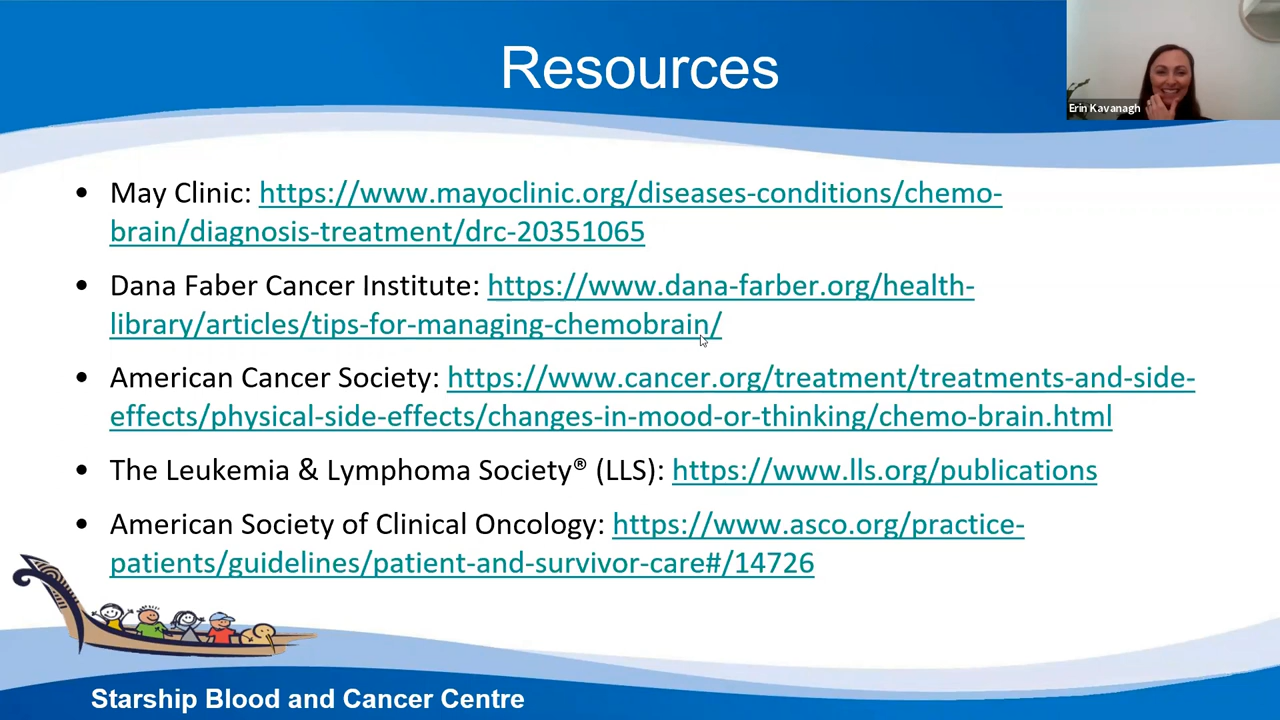 Resources
Erin Kavanagh
• May Clinic: https://www.mayoclinic.org/diseases-conditions/chemo-
brain/diagnosis-treatment/drc-20351065
• Dana Faber Cancer Institute: https://www.dana-farber.org/health-
library/articles/tips-for-managing-chemobrain/
• American Cancer Society: https://www.cancer.org/treatment/treatments-and-side-
effects/physical-side-effects/changes-in-mood-or-thinking/chemo-brain.html
• The Leukemia & Lymphoma Society® (LLS): https://www.lls.org/publications
• American Society of Clinical Oncology: https://www.asco.org/practice-
patients/guidelines/patient-and-survivor-care#/14726
Starship Blood and Cancer Centre